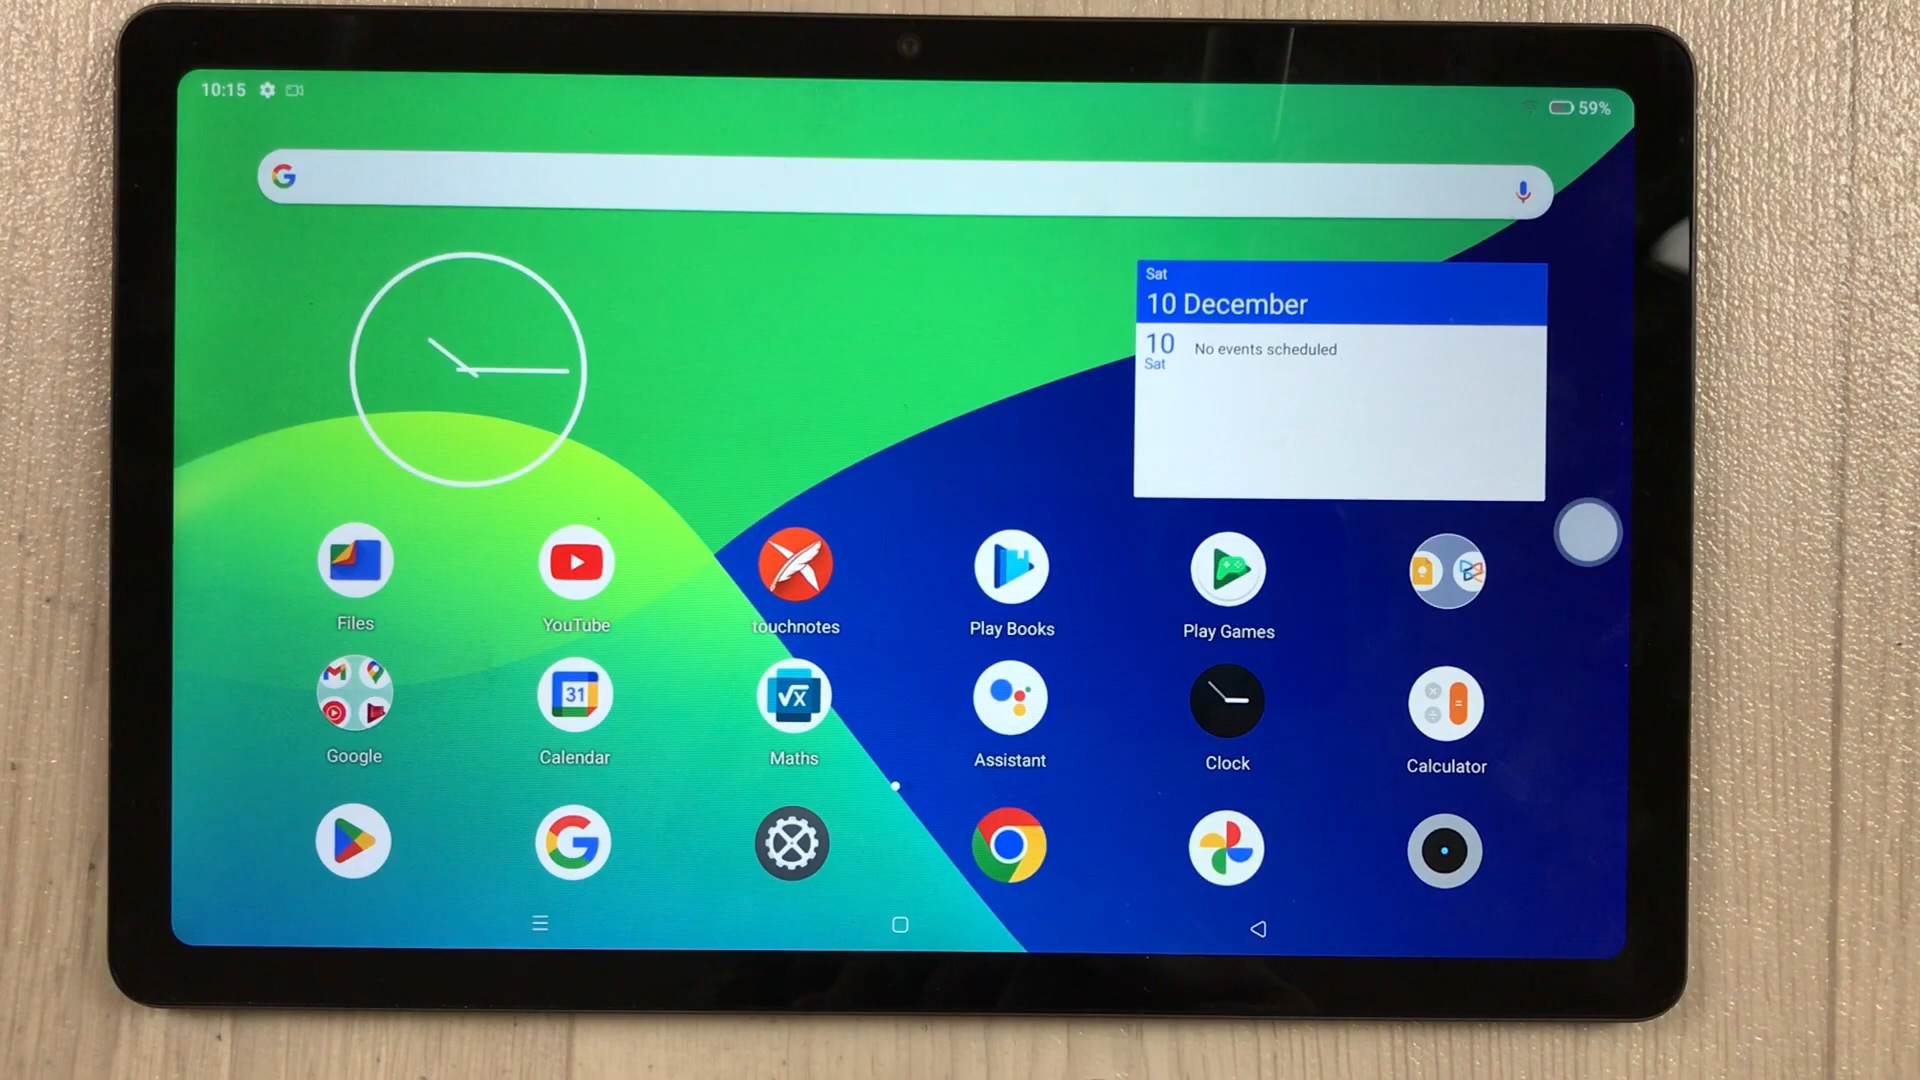 10:15
59%
G
Sat
10 December
10
Sat
No events scheduled
Files
YouTube
touchnotes
Play Books
Play Games
Google
31
Calendar
√x
Maths
Assistant
Clock
Calculator
G